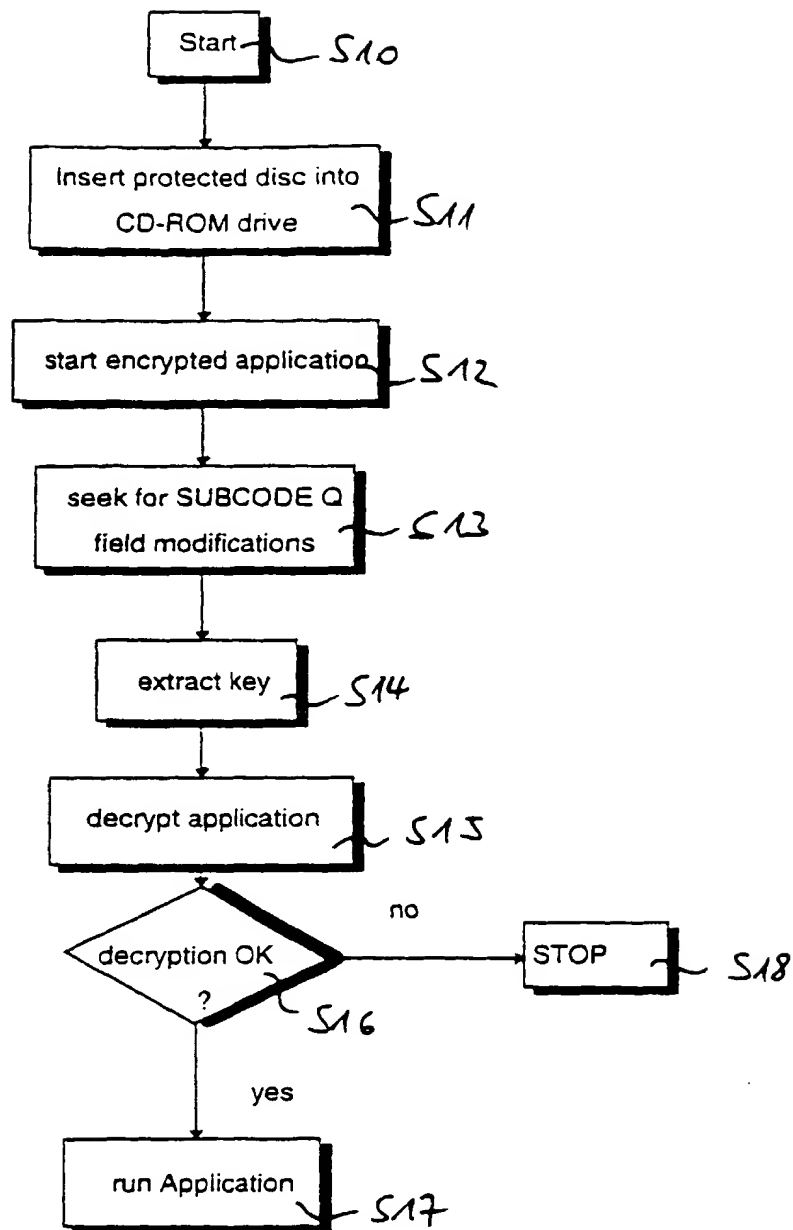 Start S10
Insert protected disc into
CD-ROM drive S11
start encrypted application S12
seek for SUBCODE Q
field modifications S13
extract key S14
decrypt application S15
no
decryption OK
STOP S18
?
S16
yes
run Application S17